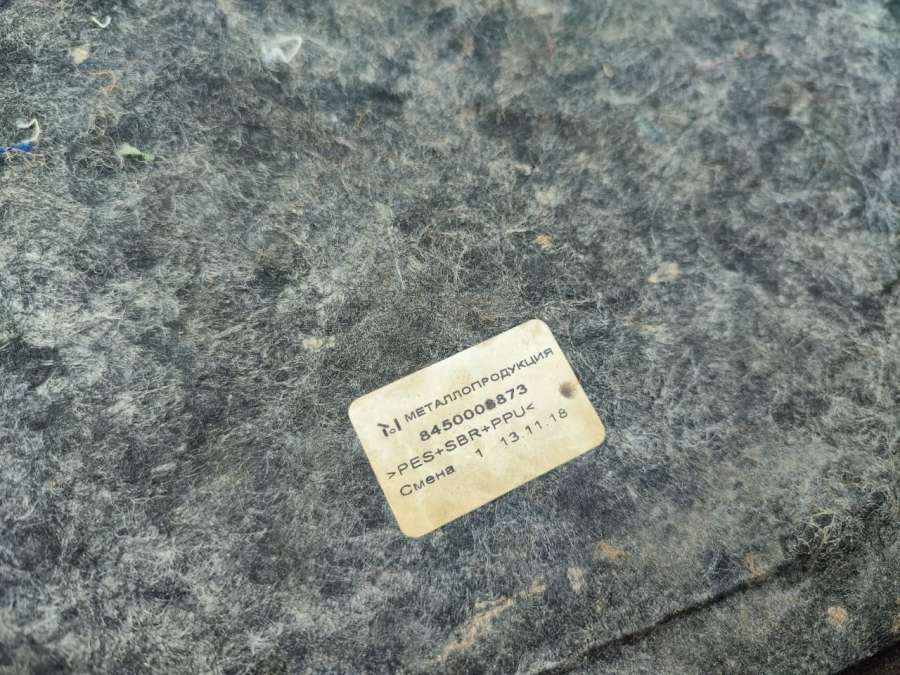 МЕТАЛЛОПРОДУКЦИЯ
8450008873
>PES+SBR+PPU<
Смена 1 13.11.18